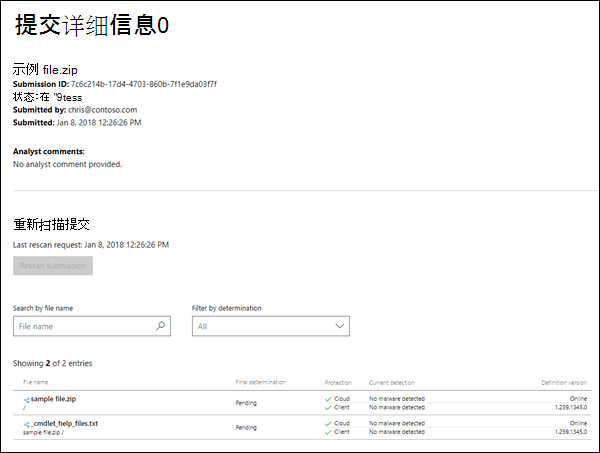 提交详细信息0
示例 file.zip
Submission ID: 7c6c214b-17d4-4703-860b-7f1e9da03f7f
状态:在 "9tess
Submitted by: chris@contoso.com
Submitted: Jan 8, 2018 12:26:26 PM
Analyst comments:
No analyst comment provided.
重新扫描提交
Last rescan request: Jan 8, 2018 12:26:26 PM
Rescan submission
Search by file name Filter by determination
File name All
Showing 2 of 2 entries
File name Final determination Protection Current detection Definition version
sample file.zip Pending Cloud No malware detected Online
/ Client No malware detected 1.259.1345.0
_cmdlet_help_files.txt Pending Cloud No malware detected Online
sample file.zip / Client No malware detected 1.259.1345.0